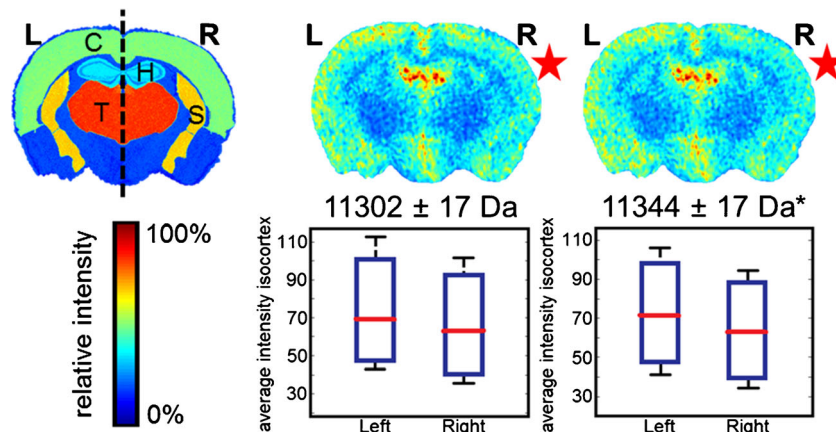 L R L R L R
C
H
T S
11302 ± 17 Da 11344 ± 17 Da*
relative intensity
100%
0%
average intensity isocortex
110
90
70
50
30
Left Right
average intensity isocortex
110
90
70
50
30
Left Right